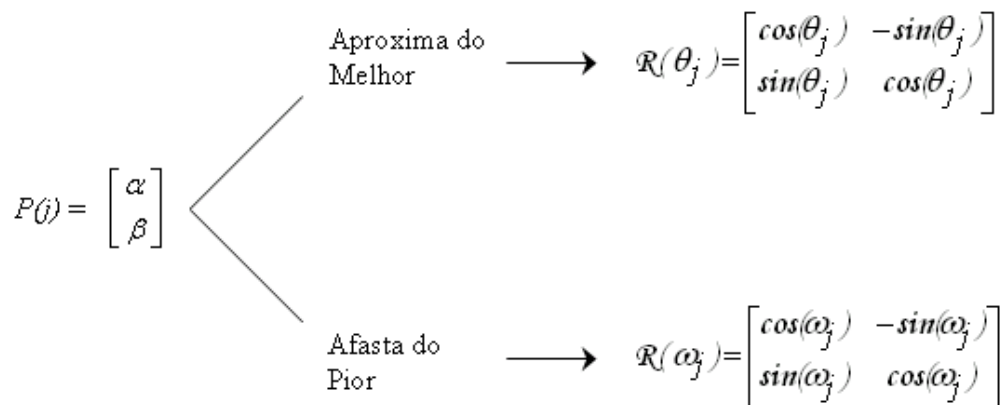 Aproxima do
Melhor
R(θj)=[cos(θj) −sin(θj)
sin(θj) cos(θj)]
P(j) = [α
β]
Afasta do
Pior
R(ωj)=[cos(ωj) −sin(ωj)
sin(ωj) cos(ωj)]